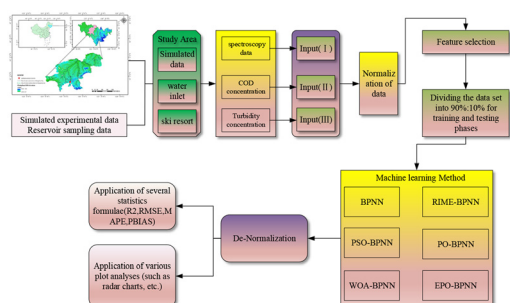 Study Area
Simulated
data
water
inlet
ski resort
Simulated experimental data
Reservoir sampling data
spectroscopy
data
COD
concentration
Turbidity
concentration
Input( I )
Input( II )
Input(III)
Normaliz
ation of
data
Feature selection
Dividing the data set
into 90%:10% for
training and testing
phases
Machine learning Method
BPNN
RIME-BPNN
PSO-BPNN
PO-BPNN
WOA-BPNN
EPO-BPNN
De-Normalization
Application of several
statistics
formulae(R2,RMSE,M
APE,PBIAS)
Application of various
plot analyses (such as
radar charts, etc.)